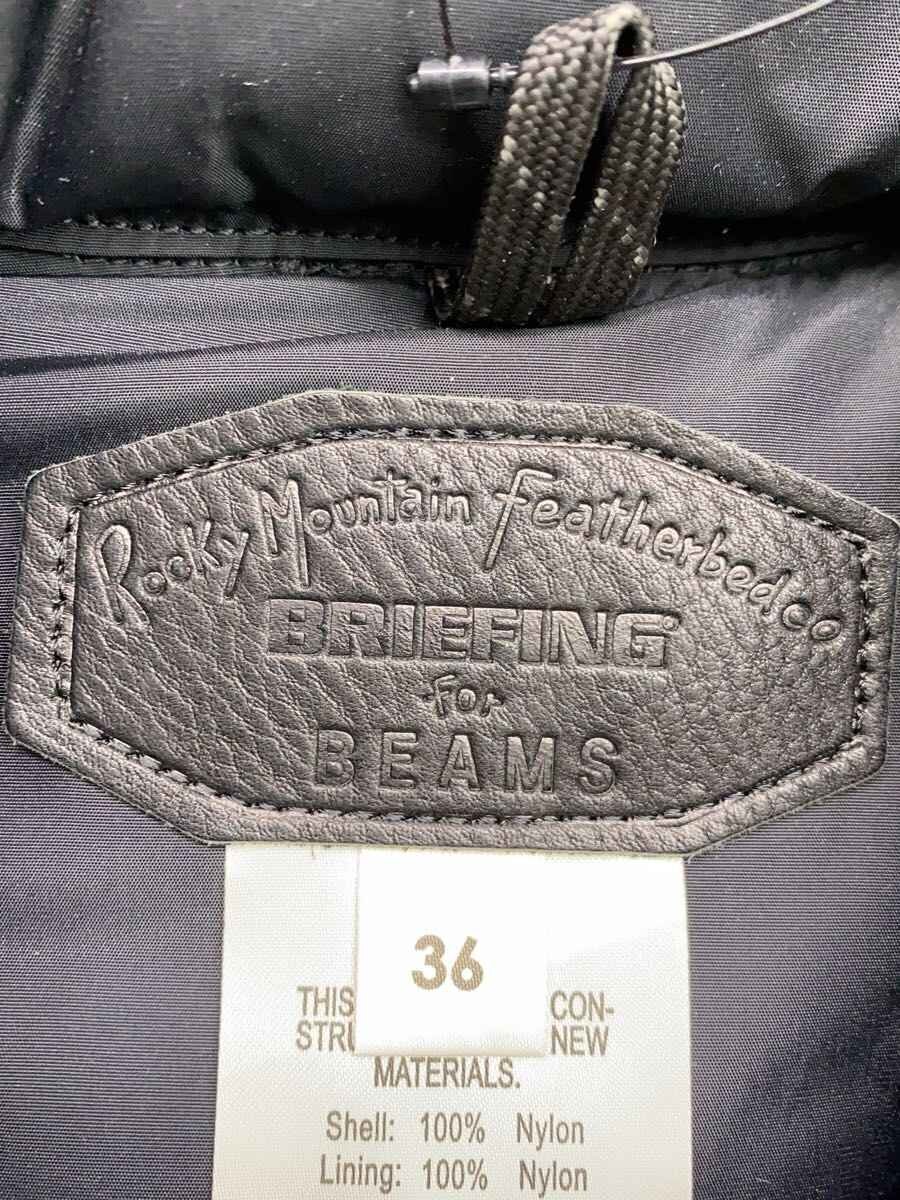 Rocky Mountain Featherbed co
BRIEFING
for
BEAMS
36
THIS CON-
STRU NEW
MATERIALS.
Shell: 100% Nylon
Lining: 100% Nylon